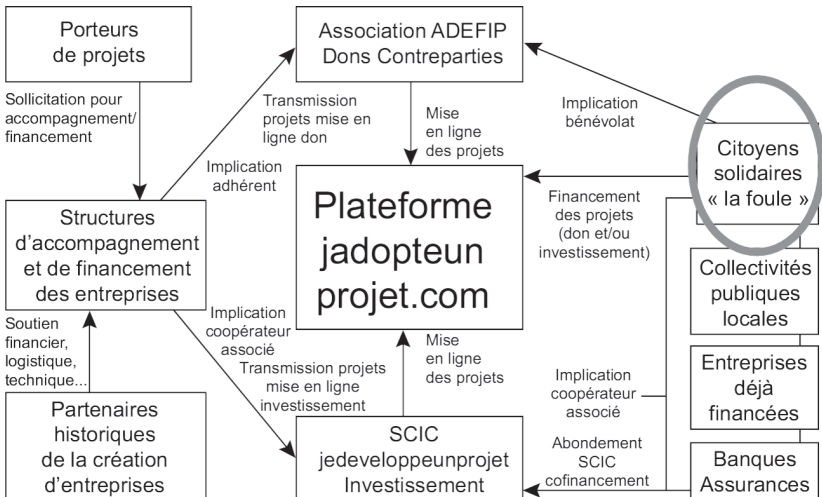 Porteurs
de projets
Sollicitation pour
accompagnement/
financement
Structures
d'accompagnement
et de financement
des entreprises
Soutien
financier,
logistique,
technique...
Partenaires
historiques
de la création
d'entreprises
Association ADEFIP
Dons Contreparties
Transmission
projets mise en
ligne don
Implication
adhérent
Mise
en ligne
des projets
Plateforme
jadopteun
projet.com
Implication
coopérateur
associé
Transmission projets
mise en ligne
investissement
Mise
en ligne
des projets
SCIC
jedeveloppeunprojet
Investissement
Implication
bénévolat
Financement
des projets
(don et/ou
investissement)
Implication
coopérateur
associé
Abondement
SCIC
cofinancement
Citoyens
solidaires
« la foule »
Collectivités
publiques
locales
Entreprises
déjà
financées
Banques
Assurances